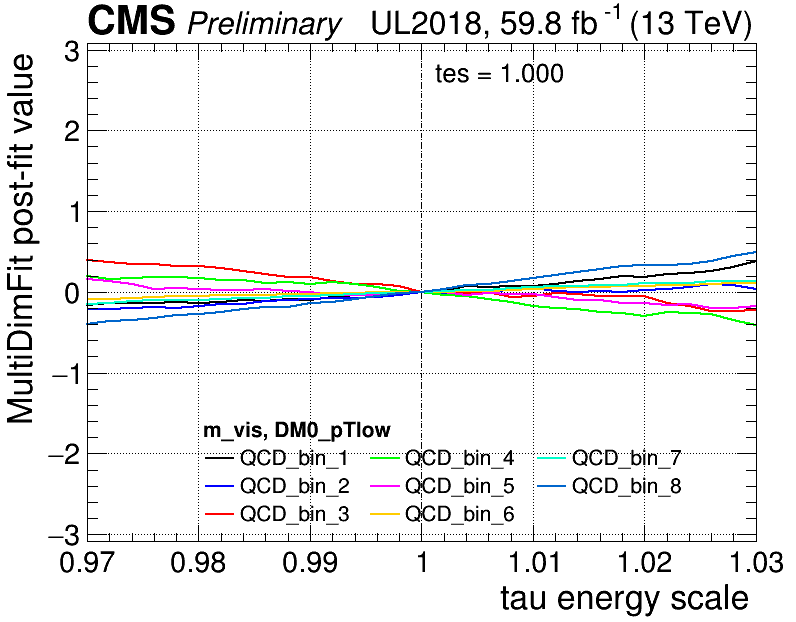 CMS Preliminary UL2018, 59.8 fb⁻¹ (13 TeV)
MultiDimFit post-fit value
3
2
1
0
−1
−2
−3
tes = 1.000
m_vis, DM0_pTlow
QCD_bin_1 QCD_bin_4 QCD_bin_7
QCD_bin_2 QCD_bin_5 QCD_bin_8
QCD_bin_3 QCD_bin_6
0.97 0.98 0.99 1 1.01 1.02 1.03
tau energy scale